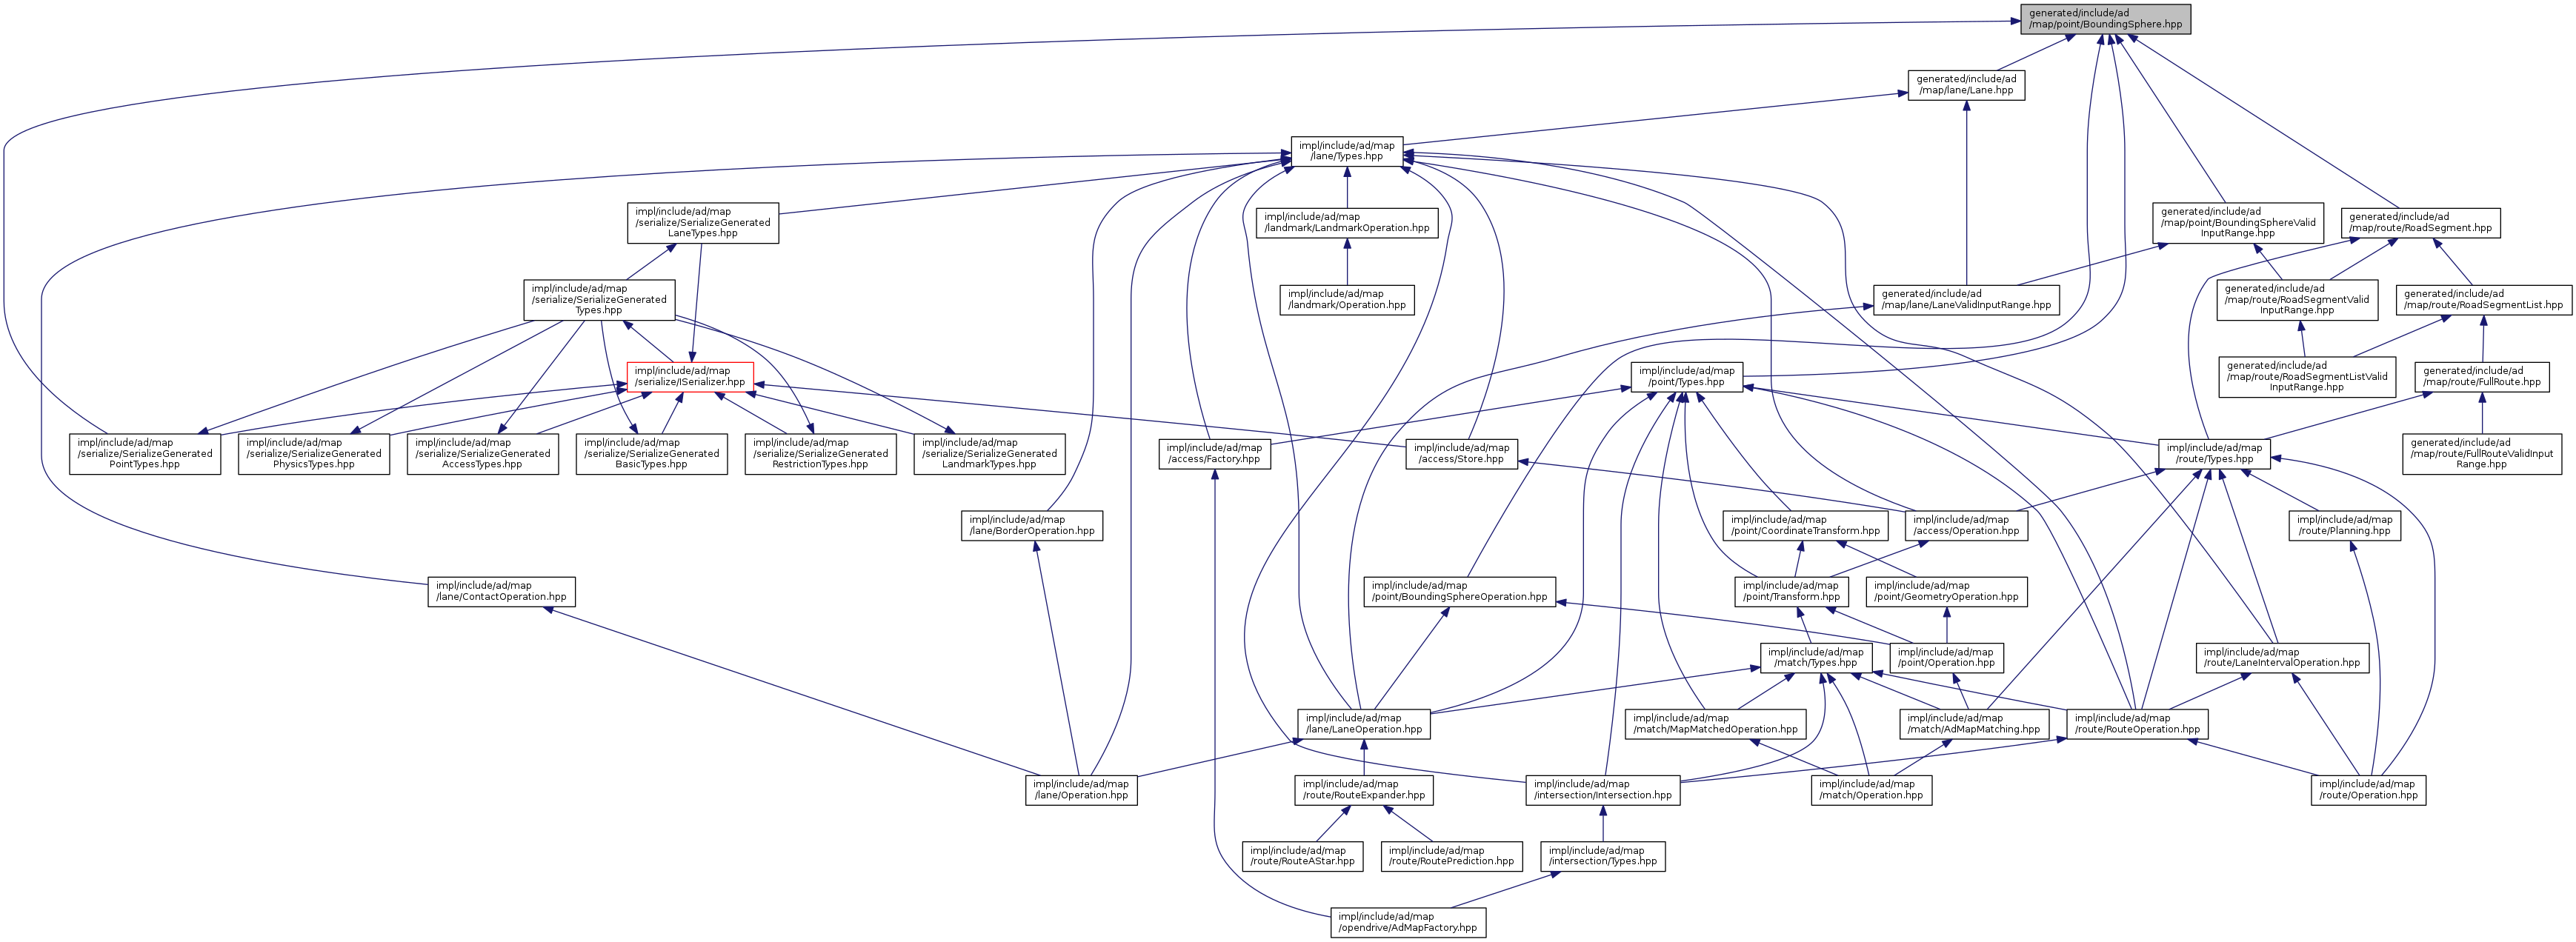 generated/include/ad
/map/point/BoundingSphere.hpp
generated/include/ad
/map/lane/Lane.hpp
impl/include/ad/map
/lane/Types.hpp
impl/include/ad/map
/serialize/SerializeGenerated
LaneTypes.hpp
impl/include/ad/map
/landmark/LandmarkOperation.hpp
generated/include/ad
/map/point/BoundingSphereValid
InputRange.hpp
generated/include/ad
/map/route/RoadSegment.hpp
impl/include/ad/map
/serialize/SerializeGenerated
Types.hpp
impl/include/ad/map
/landmark/Operation.hpp
generated/include/ad
/map/lane/LaneValidInputRange.hpp
generated/include/ad
/map/route/RoadSegmentValid
InputRange.hpp
generated/include/ad
/map/route/RoadSegmentList.hpp
impl/include/ad/map
/serialize/ISerializer.hpp
impl/include/ad/map
/point/Types.hpp
generated/include/ad
/map/route/RoadSegmentListValid
InputRange.hpp
generated/include/ad
/map/route/FullRoute.hpp
impl/include/ad/map
/serialize/SerializeGenerated
PointTypes.hpp
impl/include/ad/map
/serialize/SerializeGenerated
PhysicsTypes.hpp
impl/include/ad/map
/serialize/SerializeGenerated
AccessTypes.hpp
impl/include/ad/map
/serialize/SerializeGenerated
BasicTypes.hpp
impl/include/ad/map
/serialize/SerializeGenerated
RestrictionTypes.hpp
impl/include/ad/map
/serialize/SerializeGenerated
LandmarkTypes.hpp
impl/include/ad/map
/access/Factory.hpp
impl/include/ad/map
/access/Store.hpp
impl/include/ad/map
/route/Types.hpp
generated/include/ad
/map/route/FullRouteValidInput
Range.hpp
impl/include/ad/map
/lane/BorderOperation.hpp
impl/include/ad/map
/point/CoordinateTransform.hpp
impl/include/ad/map
/access/Operation.hpp
impl/include/ad/map
/route/Planning.hpp
impl/include/ad/map
/lane/ContactOperation.hpp
impl/include/ad/map
/point/BoundingSphereOperation.hpp
impl/include/ad/map
/point/Transform.hpp
impl/include/ad/map
/point/GeometryOperation.hpp
impl/include/ad/map
/match/Types.hpp
impl/include/ad/map
/point/Operation.hpp
impl/include/ad/map
/route/LaneIntervalOperation.hpp
impl/include/ad/map
/lane/LaneOperation.hpp
impl/include/ad/map
/match/MapMatchedOperation.hpp
impl/include/ad/map
/match/AdMapMatching.hpp
impl/include/ad/map
/route/RouteOperation.hpp
impl/include/ad/map
/lane/Operation.hpp
impl/include/ad/map
/route/RouteExpander.hpp
impl/include/ad/map
/intersection/Intersection.hpp
impl/include/ad/map
/match/Operation.hpp
impl/include/ad/map
/route/Operation.hpp
impl/include/ad/map
/route/RouteAStar.hpp
impl/include/ad/map
/route/RoutePrediction.hpp
impl/include/ad/map
/intersection/Types.hpp
impl/include/ad/map
/opendrive/AdMapFactory.hpp